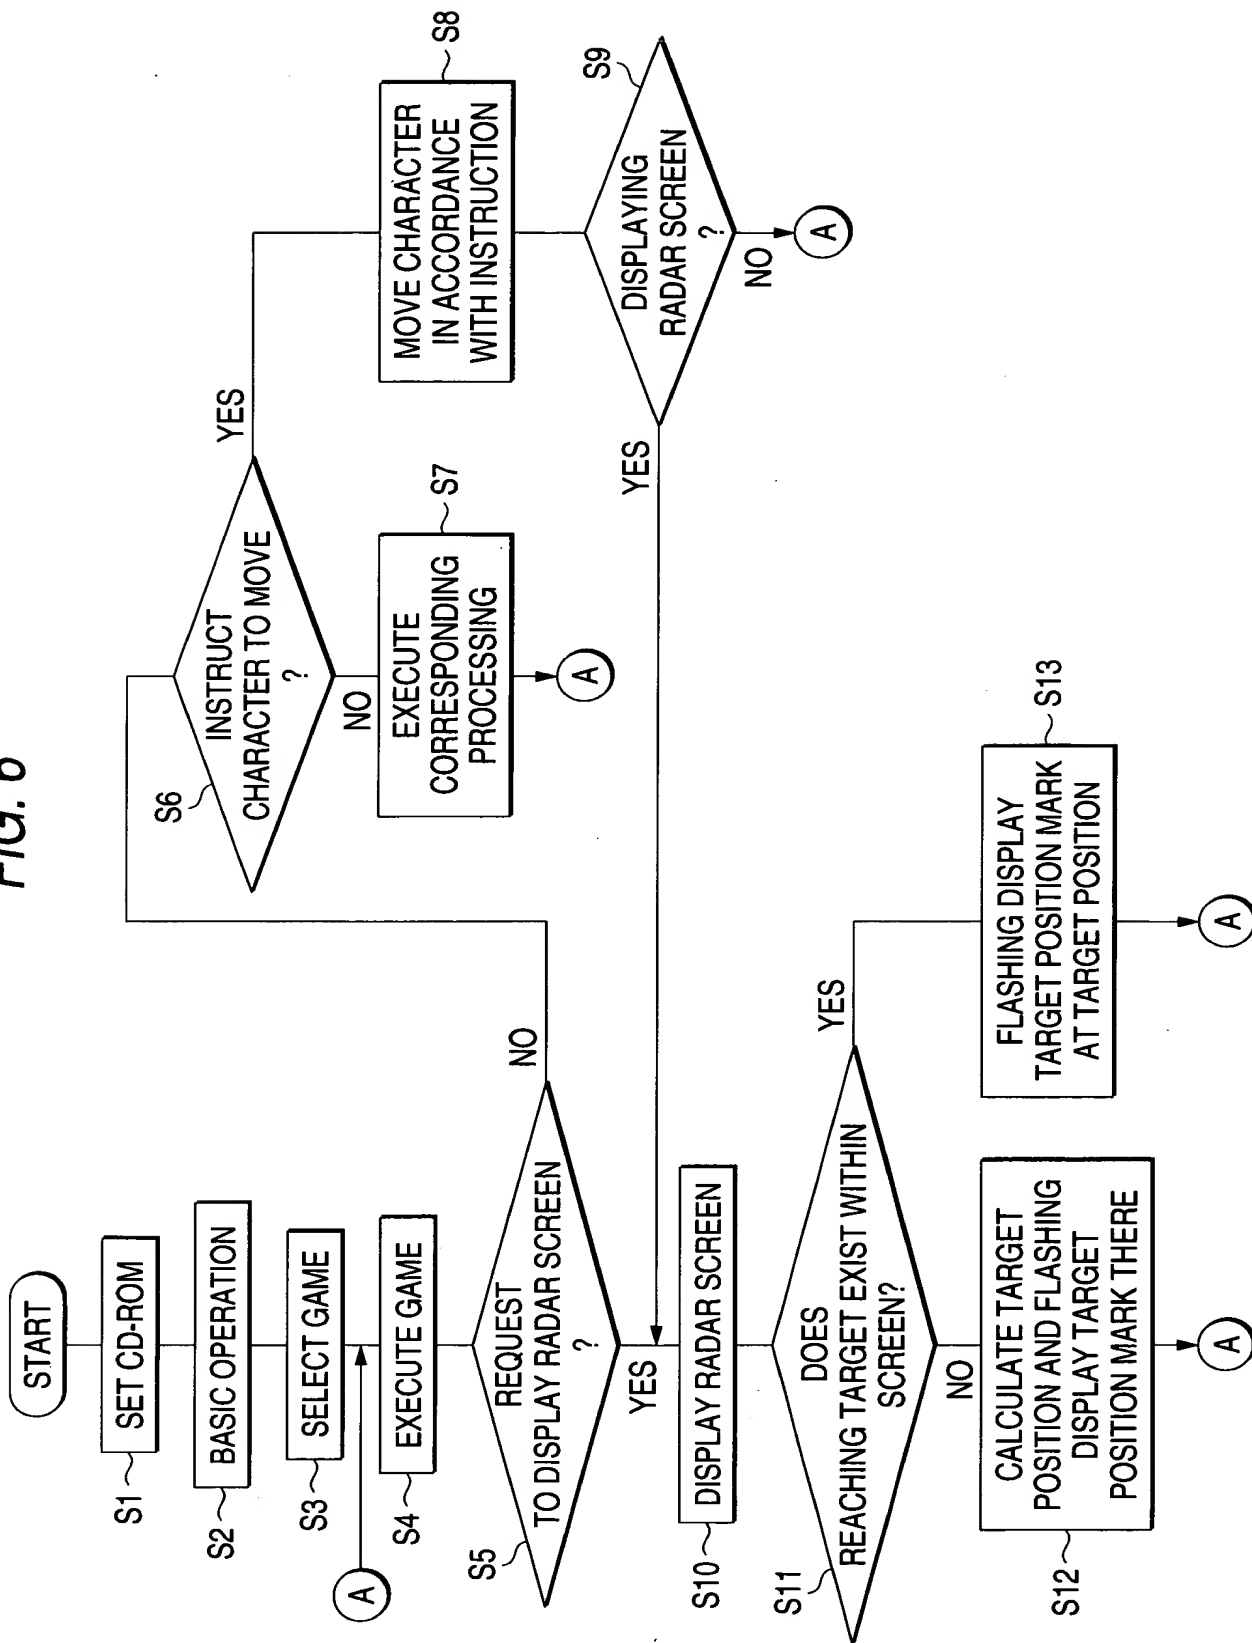 FIG. 6
START
SET CD-ROM
S1
BASIC OPERATION
S2
SELECT GAME
S3
A
EXECUTE GAME
S4
REQUEST
TO DISPLAY RADAR SCREEN
?
S5
NO
YES
INSTRUCT
CHARACTER TO MOVE
?
S6
YES
NO
EXECUTE
CORRESPONDING
PROCESSING
S7
A
MOVE CHARACTER
IN ACCORDANCE
WITH INSTRUCTION
S8
DISPLAYING
RADAR SCREEN
?
S9
YES
NO
A
DISPLAY RADAR SCREEN
S10
DOES
REACHING TARGET EXIST WITHIN
SCREEN?
S11
YES
NO
CALCULATE TARGET
POSITION AND FLASHING
DISPLAY TARGET
POSITION MARK THERE
S12
A
FLASHING DISPLAY
TARGET POSITION MARK
AT TARGET POSITION
S13
A